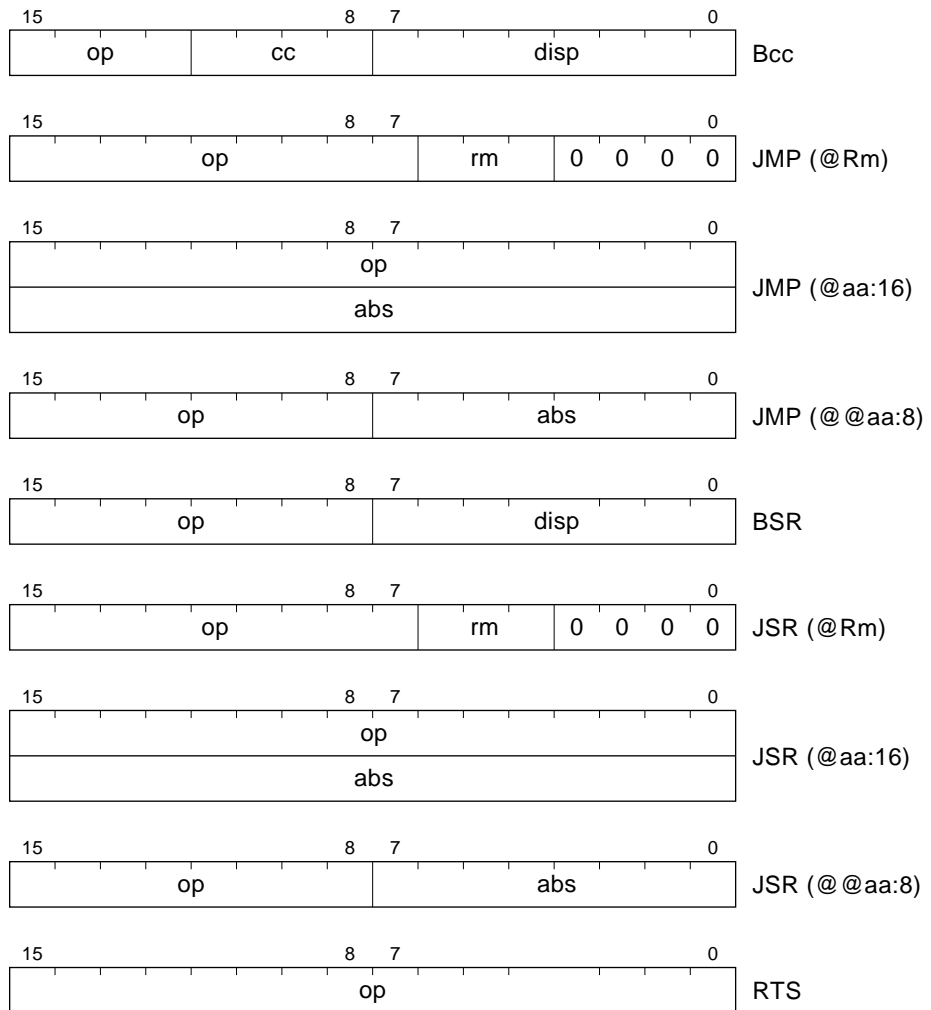 15 8 7 0
op cc disp Bcc
15 8 7 0
op rm 0 0 0 0 JMP (@Rm)
15 8 7 0
op
JMP (@aa:16)
abs
15 8 7 0
op abs JMP (@@aa:8)
15 8 7 0
op disp BSR
15 8 7 0
op rm 0 0 0 0 JSR (@Rm)
15 8 7 0
op
JSR (@aa:16)
abs
15 8 7 0
op abs JSR (@@aa:8)
15 8 7 0
op RTS